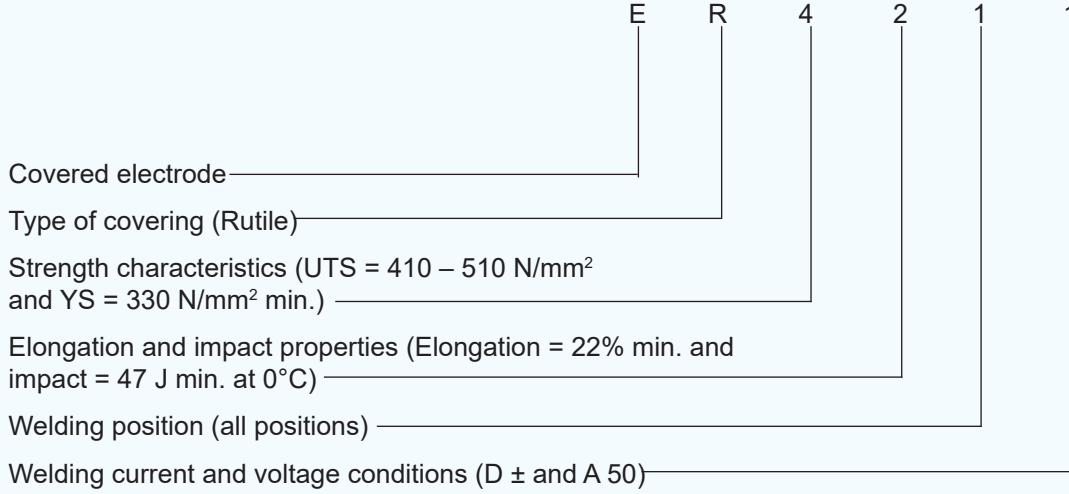 E R 4 2 1
Covered electrode
Type of covering (Rutile)
Strength characteristics (UTS = 410 – 510 N/mm²
and YS = 330 N/mm² min.)
Elongation and impact properties (Elongation = 22% min. and
impact = 47 J min. at 0°C)
Welding position (all positions)
Welding current and voltage conditions (D ± and A 50)